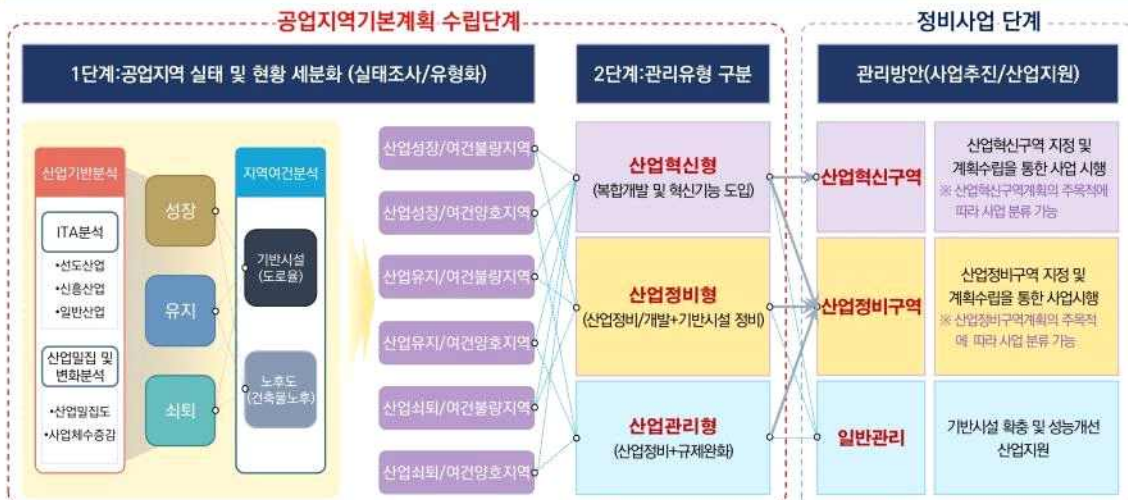 공업지역기본계획 수립단계
정비사업 단계
1단계:공업지역 실태 및 현황 세분화 (실태조사/유형화)
2단계:관리유형 구분
관리방안(사업추진/산업지원)
산업기반분석
ITA분석
•선도산업
•신흥산업
•일반산업
산업밀집 및
변화분석
•산업밀집도
•사업체수증감
성장
유지
쇠퇴
지역여건분석
기반시설
(도로율)
노후도
(건축물노후)
산업성장/여건불량지역
산업성장/여건양호지역
산업유지/여건불량지역
산업유지/여건양호지역
산업쇠퇴/여건불량지역
산업쇠퇴/여건양호지역
산업혁신형
(복합개발 및 혁신기능 도입)
산업정비형
(산업정비/개발+기반시설 정비)
산업관리형
(산업정비+규제완화)
산업혁신구역
산업혁신구역 지정 및
계획수립을 통한 사업 시행
※ 산업혁신구역계획의 주목적에
따라 사업 분류 가능
산업정비구역
산업정비구역 지정 및
계획수립을 통한 사업시행
※ 산업정비구역계획의 주목적
에 따라 사업 분류 가능
일반관리
기반시설 확충 및 성능개선
산업지원